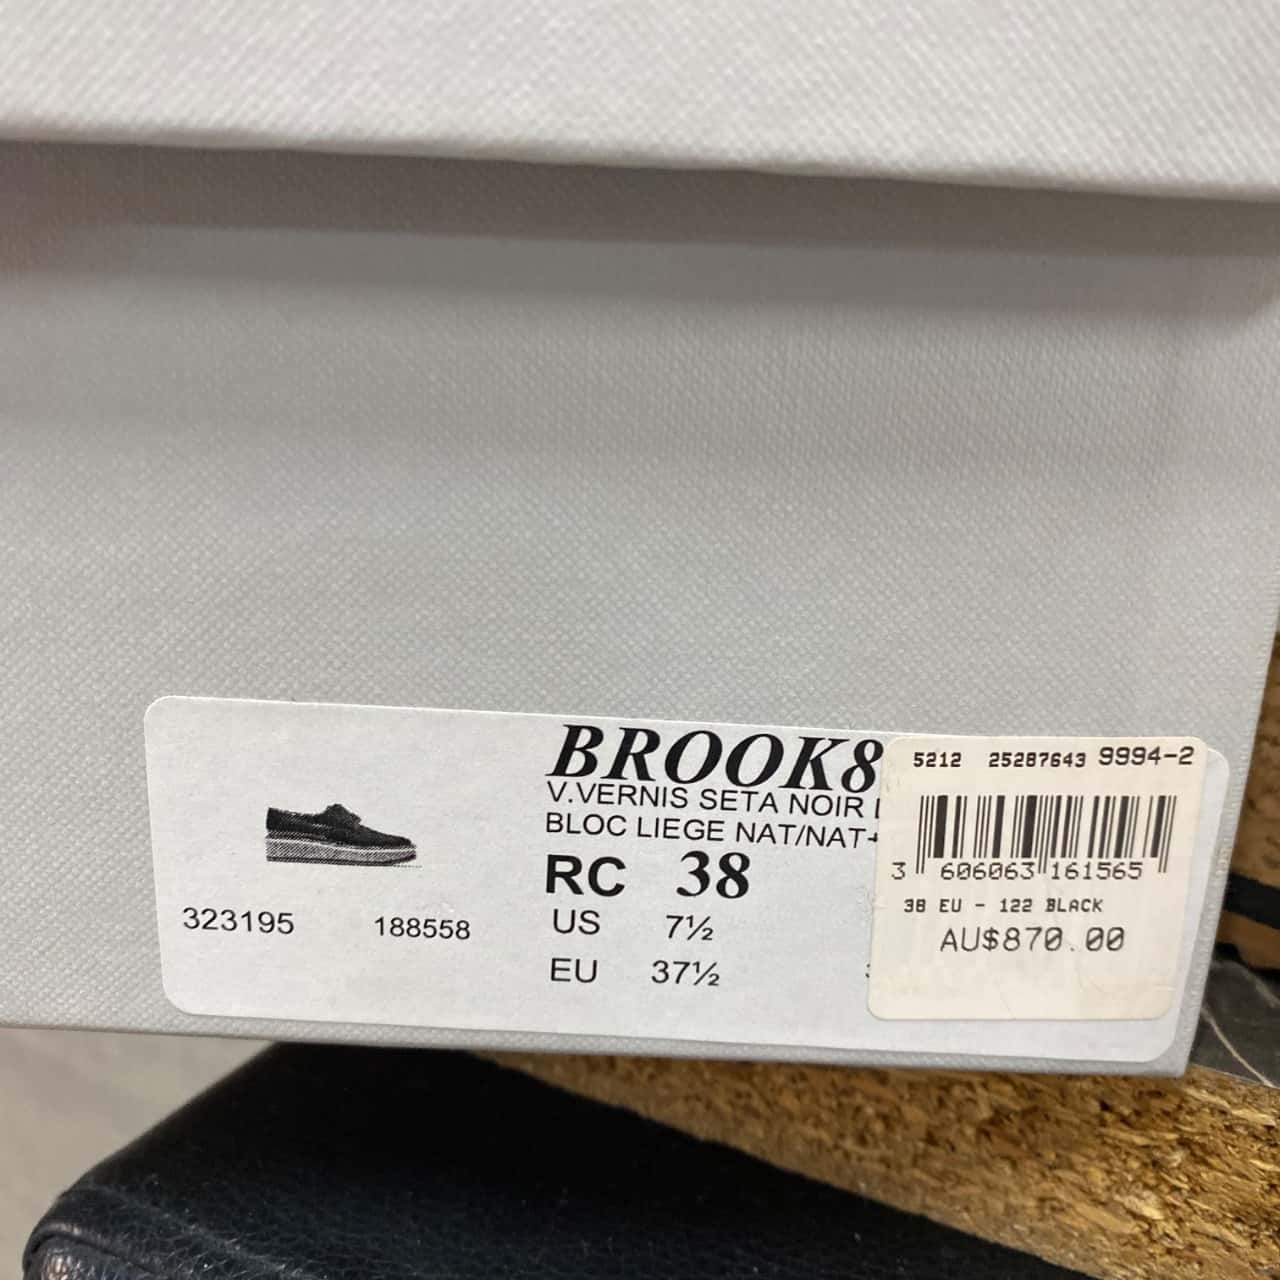 BROOK8
V.VERNIS SETA NOIR
BLOC LIEGE NAT/NAT+
RC 38
US 7½
EU 37½
323195 188558
5212 25287643 9994-2
3 606063 161565
38 EU - 122 BLACK
AU$870.00